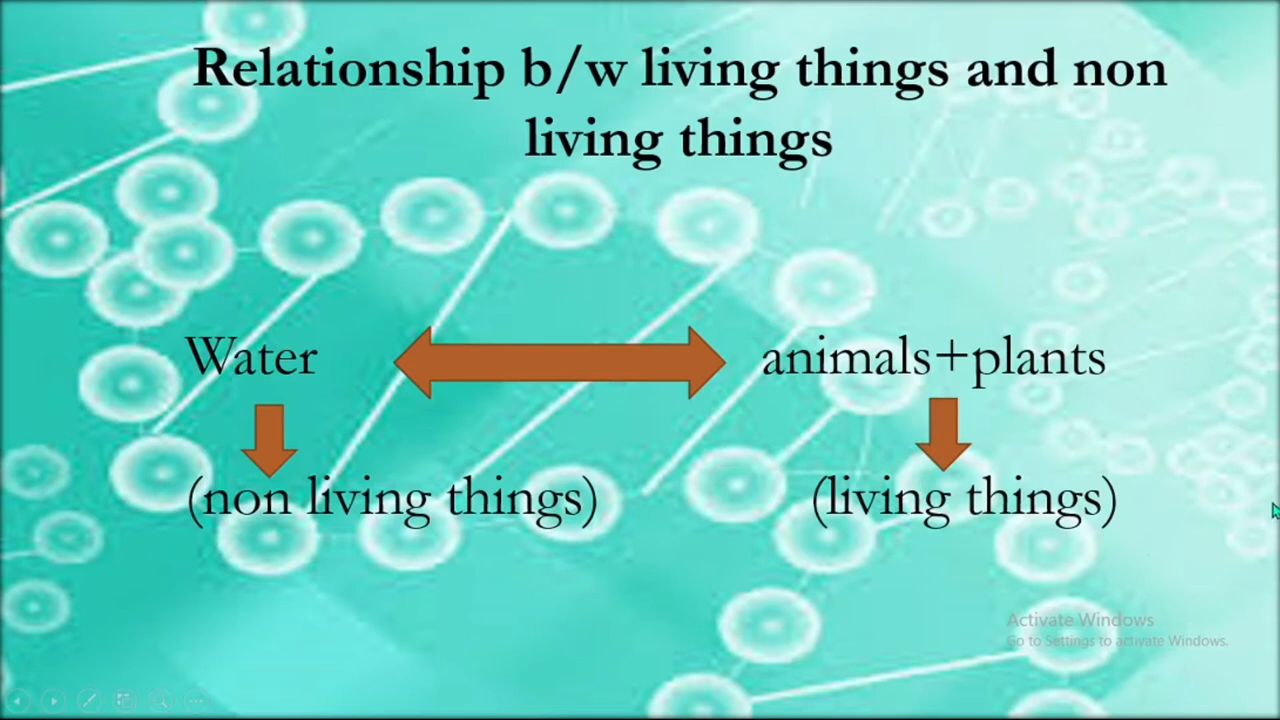 Relationship b/w living things and non
living things
Water animals+plants
(non living things) (living things)
Activate Windows
Go to Settings to activate Windows.